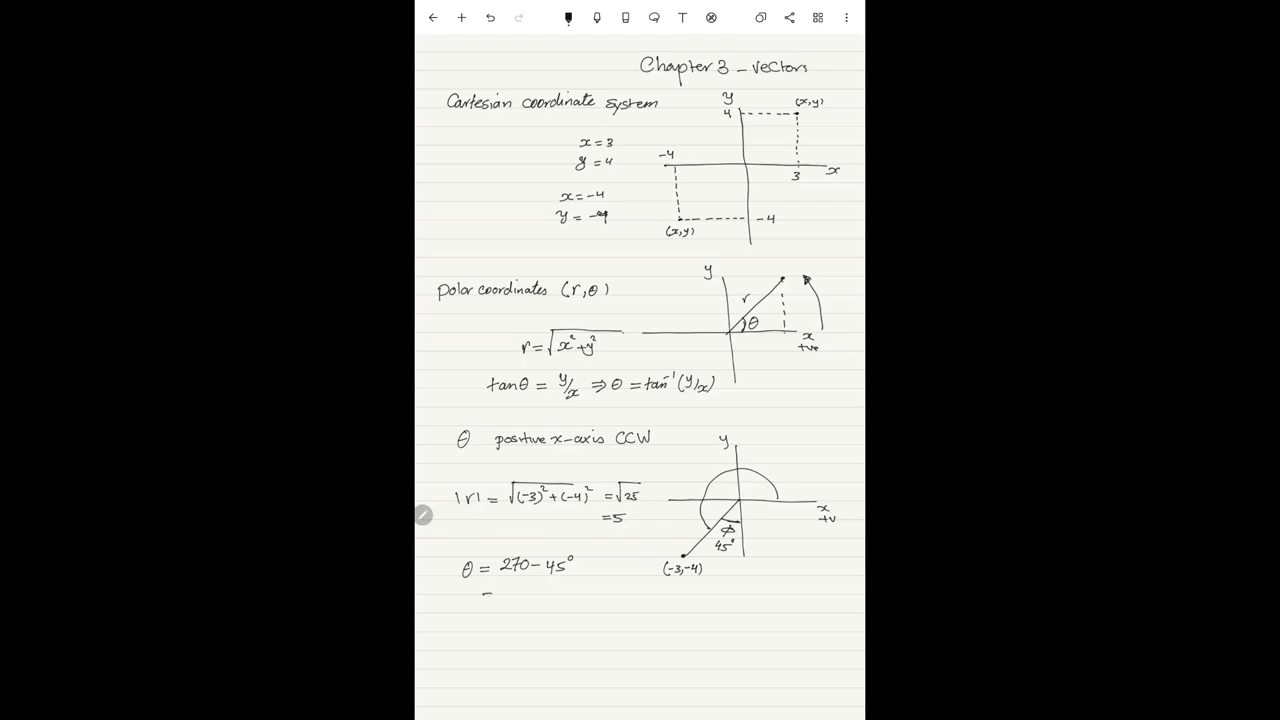 Chapter 3 - vectors
Cartesian coordinate system
y
4
(x,y)
x = 3
y = 4
-4
3
x
x = -4
y = -4
-4
(x,y)
y
Polar coordinates (r,θ)
r
θ
x
+ve
r = √x²+y²
tanθ = y/x ⇒ θ = tan⁻¹(y/x)
θ positive x-axis CCW
y
|r| = √(-3)²+(-4)² = √25
= 5
x
+v
ϕ
45°
(-3,-4)
θ = 270 - 45°